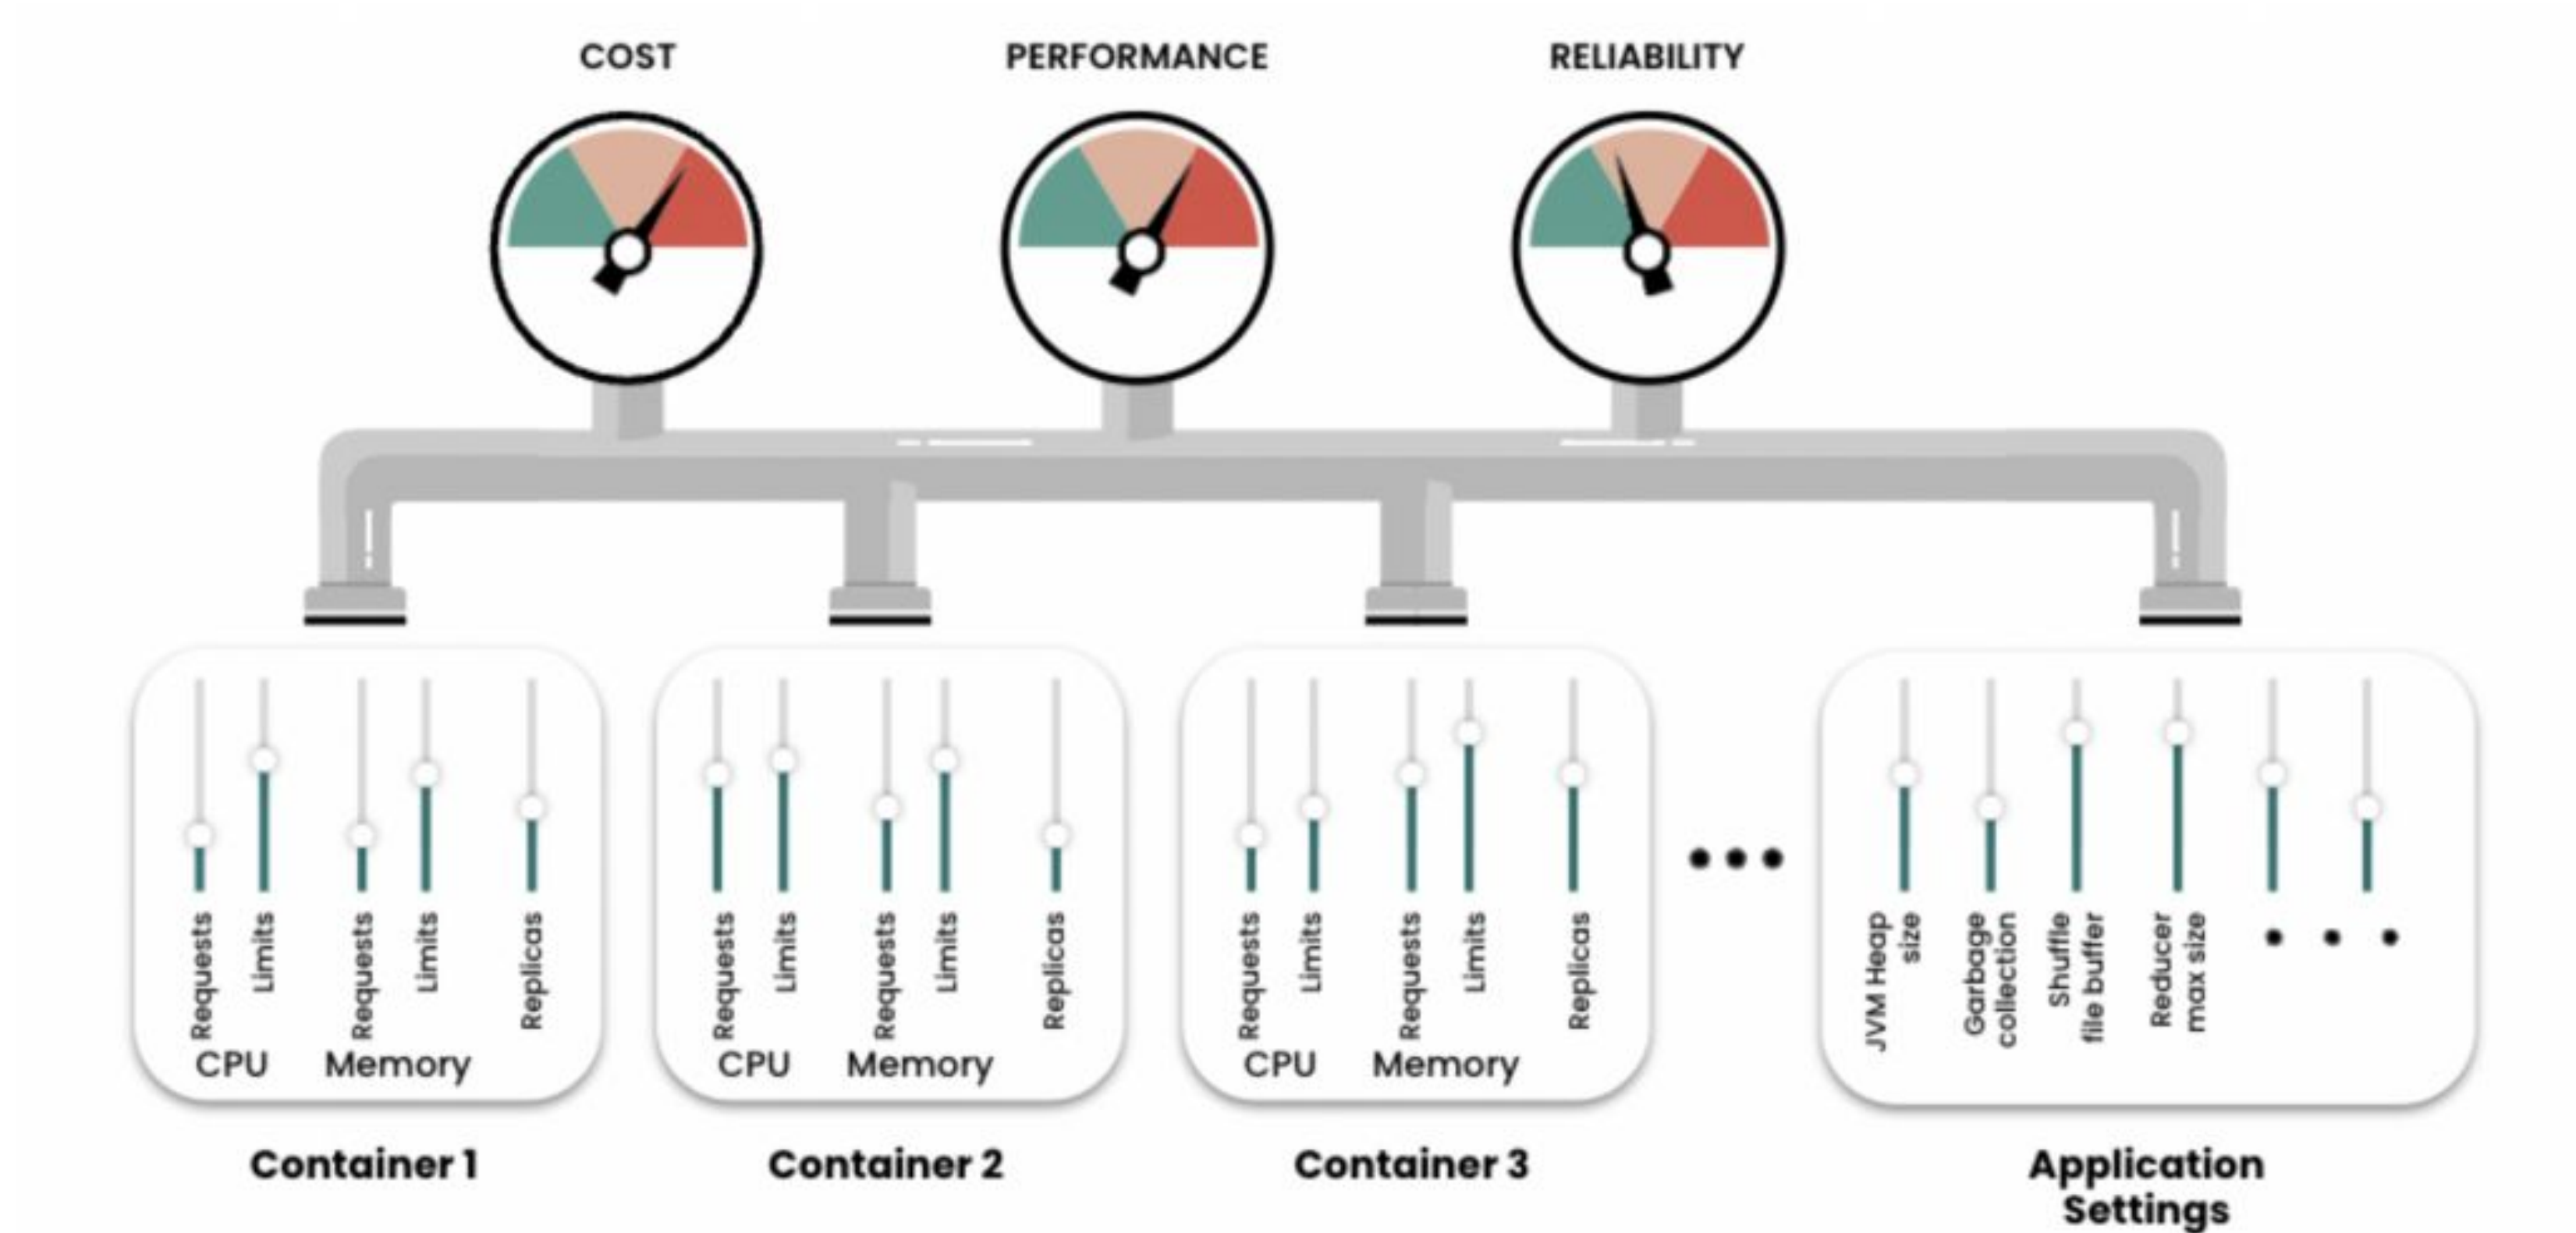 COST
PERFORMANCE
RELIABILITY
Requests
Limits
Requests
Limits
Replicas
CPU
Memory
Container 1
Requests
Limits
Requests
Limits
Replicas
CPU
Memory
Container 2
Requests
Limits
Requests
Limits
Replicas
CPU
Memory
Container 3
JVM Heap
size
Garbage
collection
Shuffle
file buffer
Reducer
max size
Application
Settings